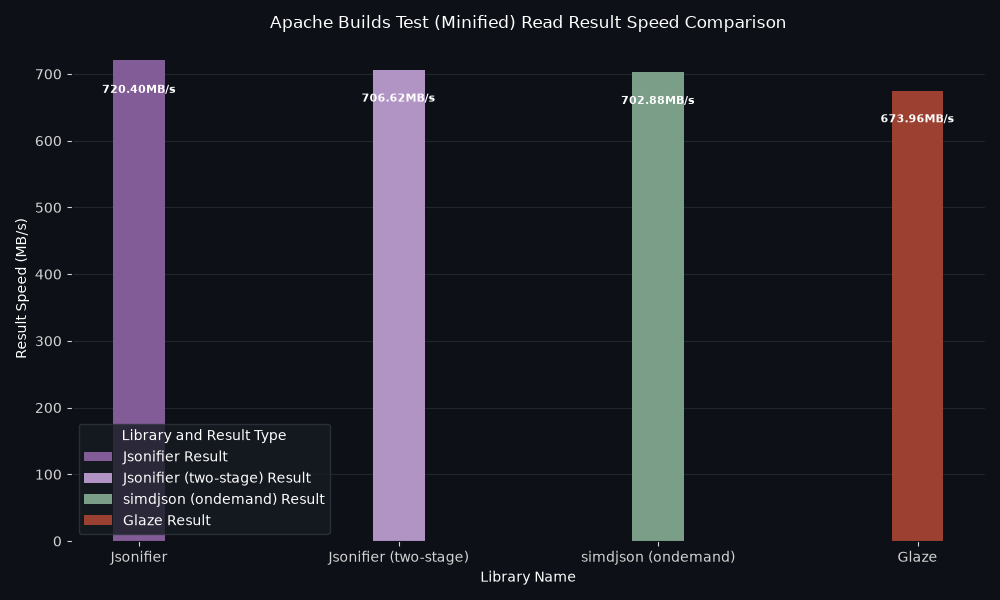 Apache Builds Test (Minified) Read Result Speed Comparison
Result Speed (MB/s)
700
600
500
400
300
200
100
0
720.40MB/s
706.62MB/s
702.88MB/s
673.96MB/s
Library and Result Type
Jsonifier Result
Jsonifier (two-stage) Result
simdjson (ondemand) Result
Glaze Result
Jsonifier
Jsonifier (two-stage)
simdjson (ondemand)
Glaze
Library Name